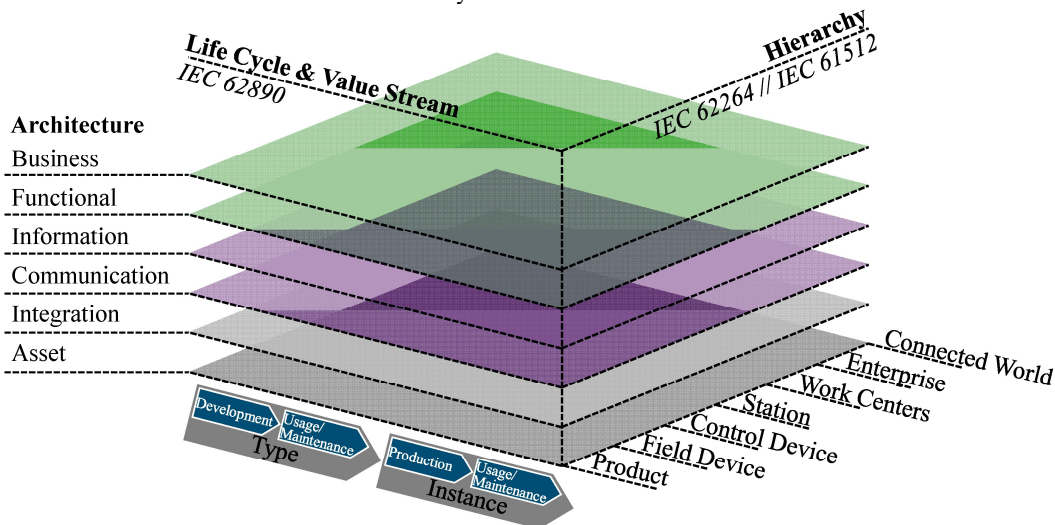 Life Cycle & Value Stream
IEC 62890
Hierarchy
IEC 62264 // IEC 61512
Architecture
Business
Functional
Information
Communication
Integration
Asset
Development
Usage/
Maintenance
Type
Production
Usage/
Maintenance
Instance
Connected World
Enterprise
Work Centers
Station
Control Device
Field Device
Product